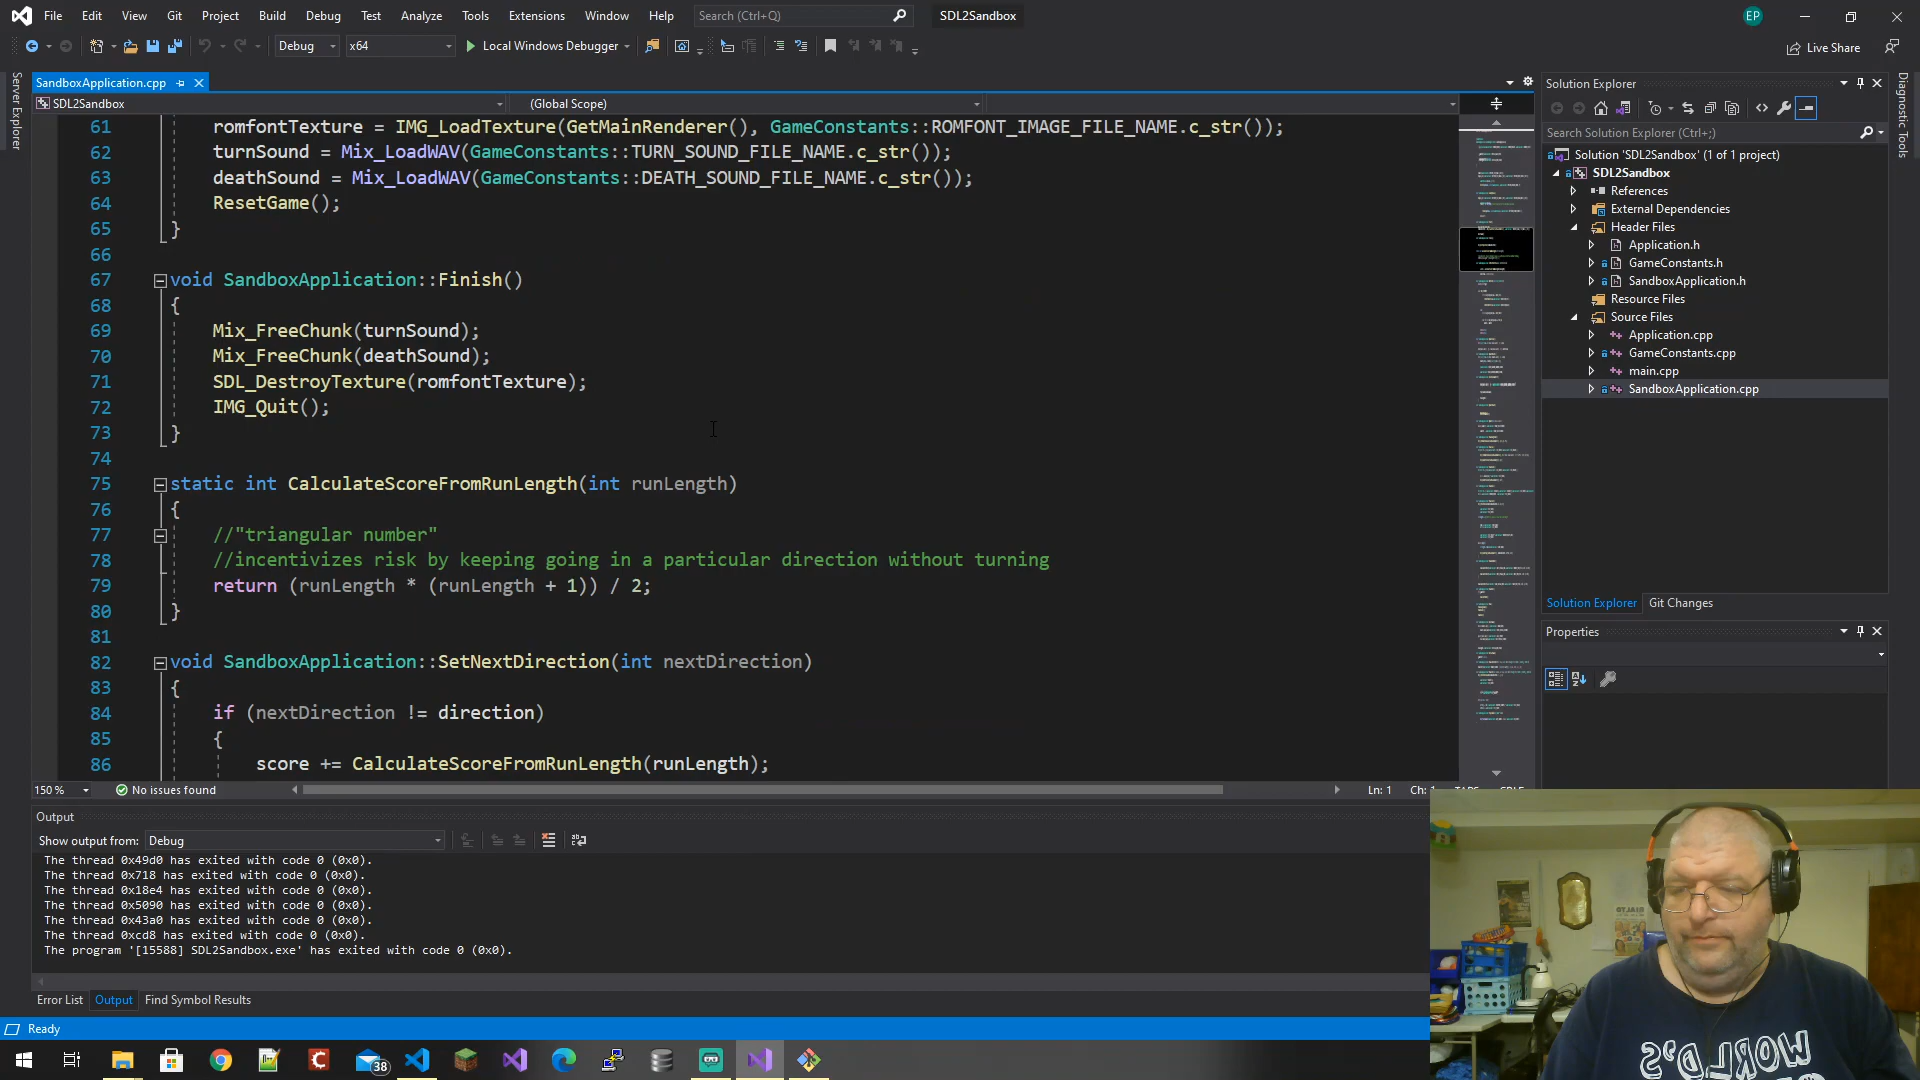 File Edit View Git Project Build Debug Test Analyze Tools Extensions Window Help Search (Ctrl+Q) SDL2Sandbox EP
Debug x64 Local Windows Debugger Live Share
Server Explorer
SandboxApplication.cpp
SDL2Sandbox (Global Scope)
61 romfontTexture = IMG_LoadTexture(GetMainRenderer(), GameConstants::ROMFONT_IMAGE_FILE_NAME.c_str());
62 turnSound = Mix_LoadWAV(GameConstants::TURN_SOUND_FILE_NAME.c_str());
63 deathSound = Mix_LoadWAV(GameConstants::DEATH_SOUND_FILE_NAME.c_str());
64 ResetGame();
65 }
66
67 void SandboxApplication::Finish()
68 {
69 Mix_FreeChunk(turnSound);
70 Mix_FreeChunk(deathSound);
71 SDL_DestroyTexture(romfontTexture);
72 IMG_Quit();
73 }
74
75 static int CalculateScoreFromRunLength(int runLength)
76 {
77 //"triangular number"
78 //incentivizes risk by keeping going in a particular direction without turning
79 return (runLength * (runLength + 1)) / 2;
80 }
81
82 void SandboxApplication::SetNextDirection(int nextDirection)
83 {
84 if (nextDirection != direction)
85 {
86 score += CalculateScoreFromRunLength(runLength);
150 % No issues found Ln: 1
Output
Show output from: Debug
The thread 0x49d0 has exited with code 0 (0x0).
The thread 0x718 has exited with code 0 (0x0).
The thread 0x18e4 has exited with code 0 (0x0).
The thread 0x5090 has exited with code 0 (0x0).
The thread 0x43a0 has exited with code 0 (0x0).
The thread 0xcd8 has exited with code 0 (0x0).
The program '[15588] SDL2Sandbox.exe' has exited with code 0 (0x0).
Error List Output Find Symbol Results
Ready
Solution Explorer
Search Solution Explorer (Ctrl+;)
Solution 'SDL2Sandbox' (1 of 1 project)
SDL2Sandbox
References
External Dependencies
Header Files
Application.h
GameConstants.h
SandboxApplication.h
Resource Files
Source Files
Application.cpp
GameConstants.cpp
main.cpp
SandboxApplication.cpp
Solution Explorer Git Changes
Properties
Diagnostic Tools
38
WORLD'S